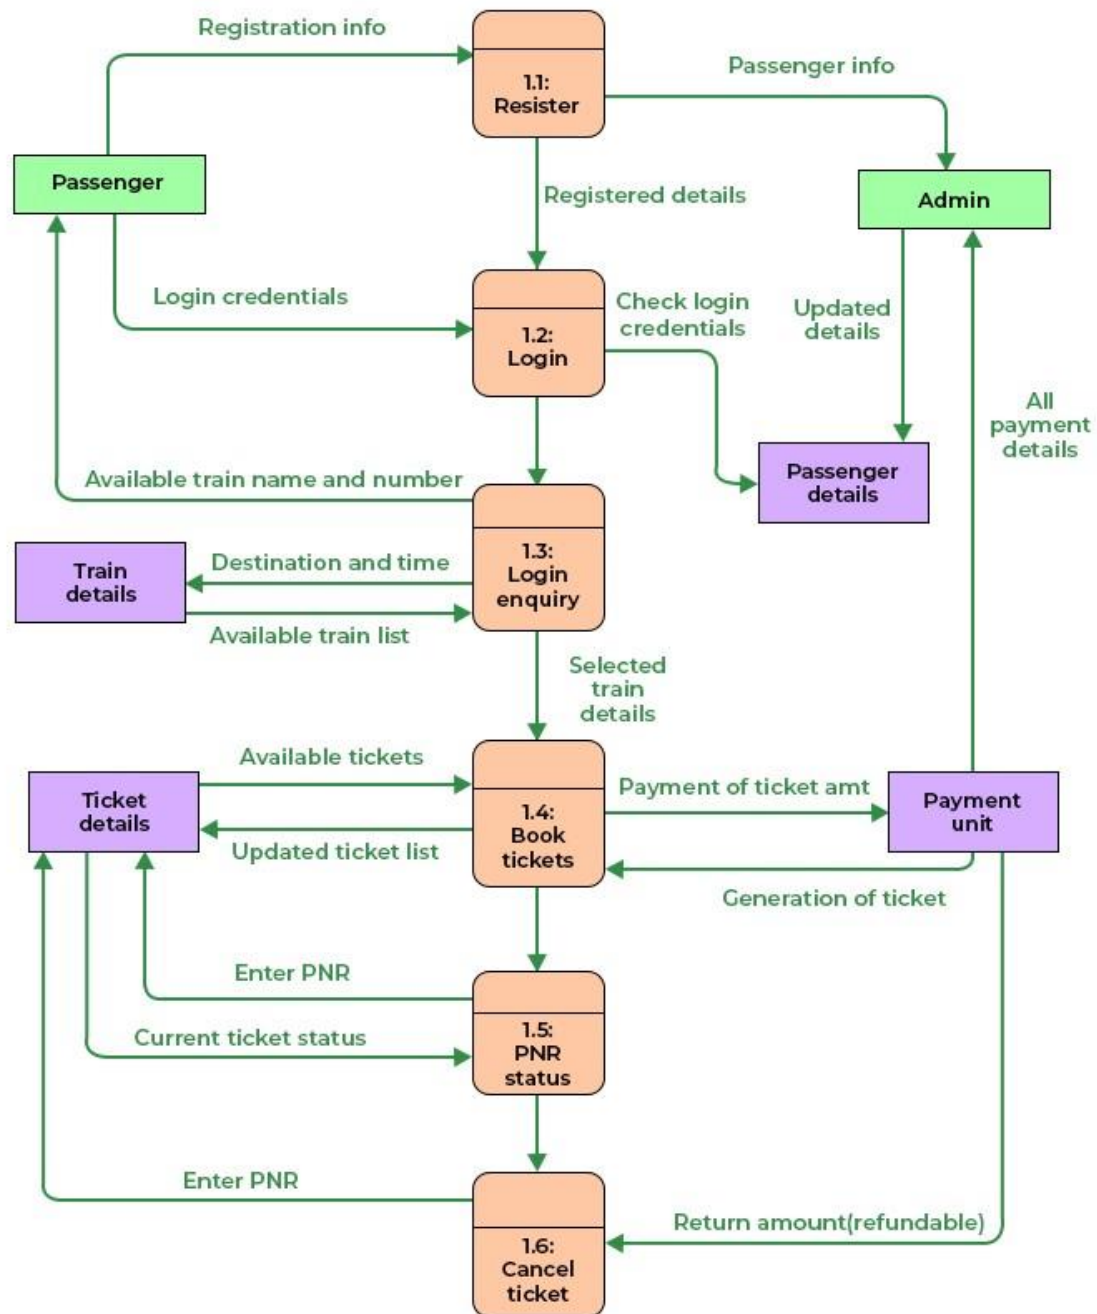 Registration info
1.1:
Resister
Passenger info
Passenger
Registered details
Admin
Login credentials
1.2:
Login
Check login
credentials
Updated
details
All
payment
details
Available train name and number
Passenger
details
1.3:
Login
enquiry
Train
details
Destination and time
Available train list
Selected
train
details
Available tickets
Ticket
details
Updated ticket list
1.4:
Book
tickets
Payment of ticket amt
Payment
unit
Generation of ticket
Enter PNR
Current ticket status
1.5:
PNR
status
Enter PNR
Return amount(refundable)
1.6:
Cancel
ticket